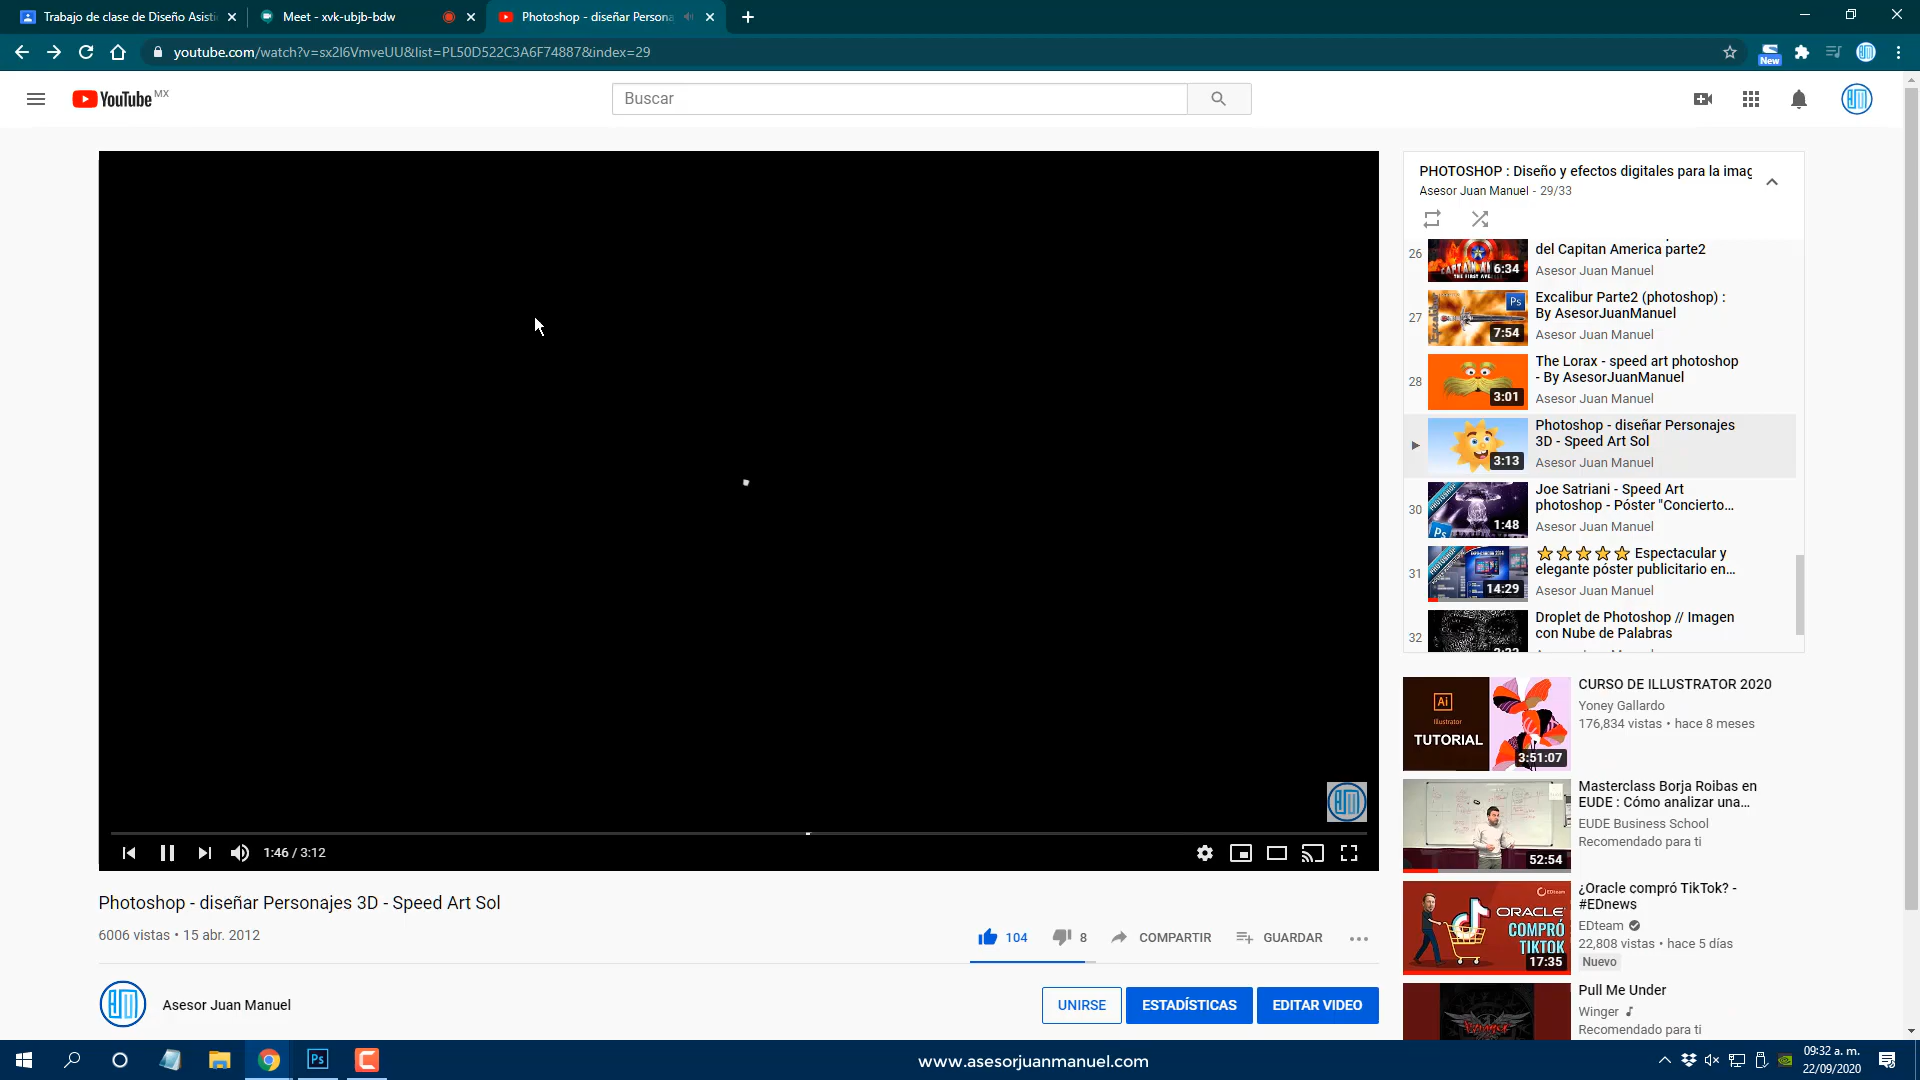 Trabajo de clase de Diseño Asisti
Meet - xvk-ubjb-bdw
Photoshop - diseñar Persona
youtube.com/watch?v=sx2l6VmveUU&list=PL50D522C3A6F74887&index=29
New
YouTube MX
Buscar
PHOTOSHOP : Diseño y efectos digitales para la imag
Asesor Juan Manuel - 29/33
26
del Capitan America parte2
6:34
Asesor Juan Manuel
27
Excalibur Parte2 (photoshop) :
By AsesorJuanManuel
Ps
7:54
Asesor Juan Manuel
28
The Lorax - speed art photoshop
- By AsesorJuanManuel
3:01
Asesor Juan Manuel
Photoshop - diseñar Personajes
3D - Speed Art Sol
3:13
Asesor Juan Manuel
30
Joe Satriani - Speed Art
photoshop - Póster "Concierto...
Ps
1:48
Asesor Juan Manuel
31
Espectacular y
elegante póster publicitario en...
14:29
Asesor Juan Manuel
32
Droplet de Photoshop // Imagen
con Nube de Palabras
1:46 / 3:12
Photoshop - diseñar Personajes 3D - Speed Art Sol
6006 vistas • 15 abr. 2012
104
8
COMPARTIR
GUARDAR
Asesor Juan Manuel
UNIRSE
ESTADÍSTICAS
EDITAR VIDEO
Ai
Illustrator
TUTORIAL
3:51:07
CURSO DE ILLUSTRATOR 2020
Yoney Gallardo
176,834 vistas • hace 8 meses
52:54
Masterclass Borja Roibas en
EUDE : Cómo analizar una...
EUDE Business School
Recomendado para ti
EDteam
ORACLE
COMPRÓ
TIKTOK
17:35
¿Oracle compró TikTok? -
#EDnews
EDteam
22,808 vistas • hace 5 días
Nuevo
Pull Me Under
Winger
Recomendado para ti
Ps
www.asesorjuanmanuel.com
09:32 a. m.
22/09/2020